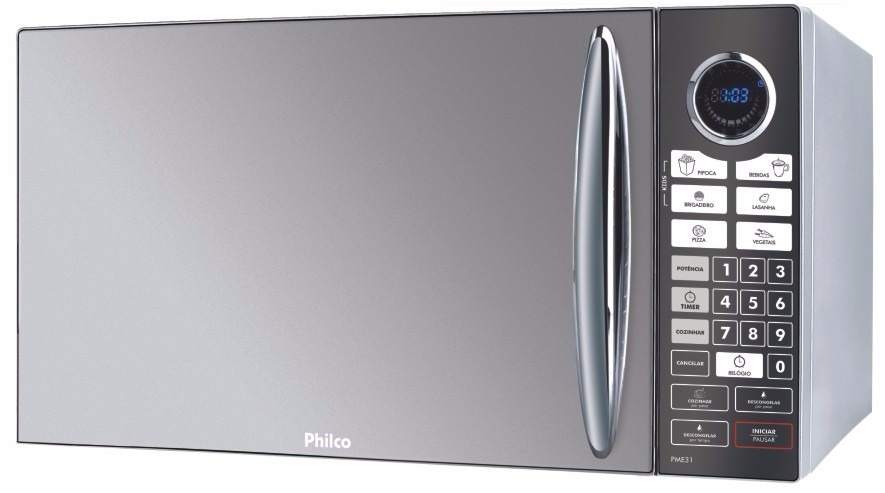 1:03
PIPOCA
BEBIDAS
KIDS
BRIGADEIRO
LASANHA
PIZZA
VEGETAIS
POTÊNCIA 1 2 3
TIMER 4 5 6
COZINHAR 7 8 9
CANCELAR RELÓGIO 0
COZINHAR
por peso
DESCONGELAR
por peso
DESCONGELAR
por tempo
INICIAR
PAUSAR
Philco
PME31